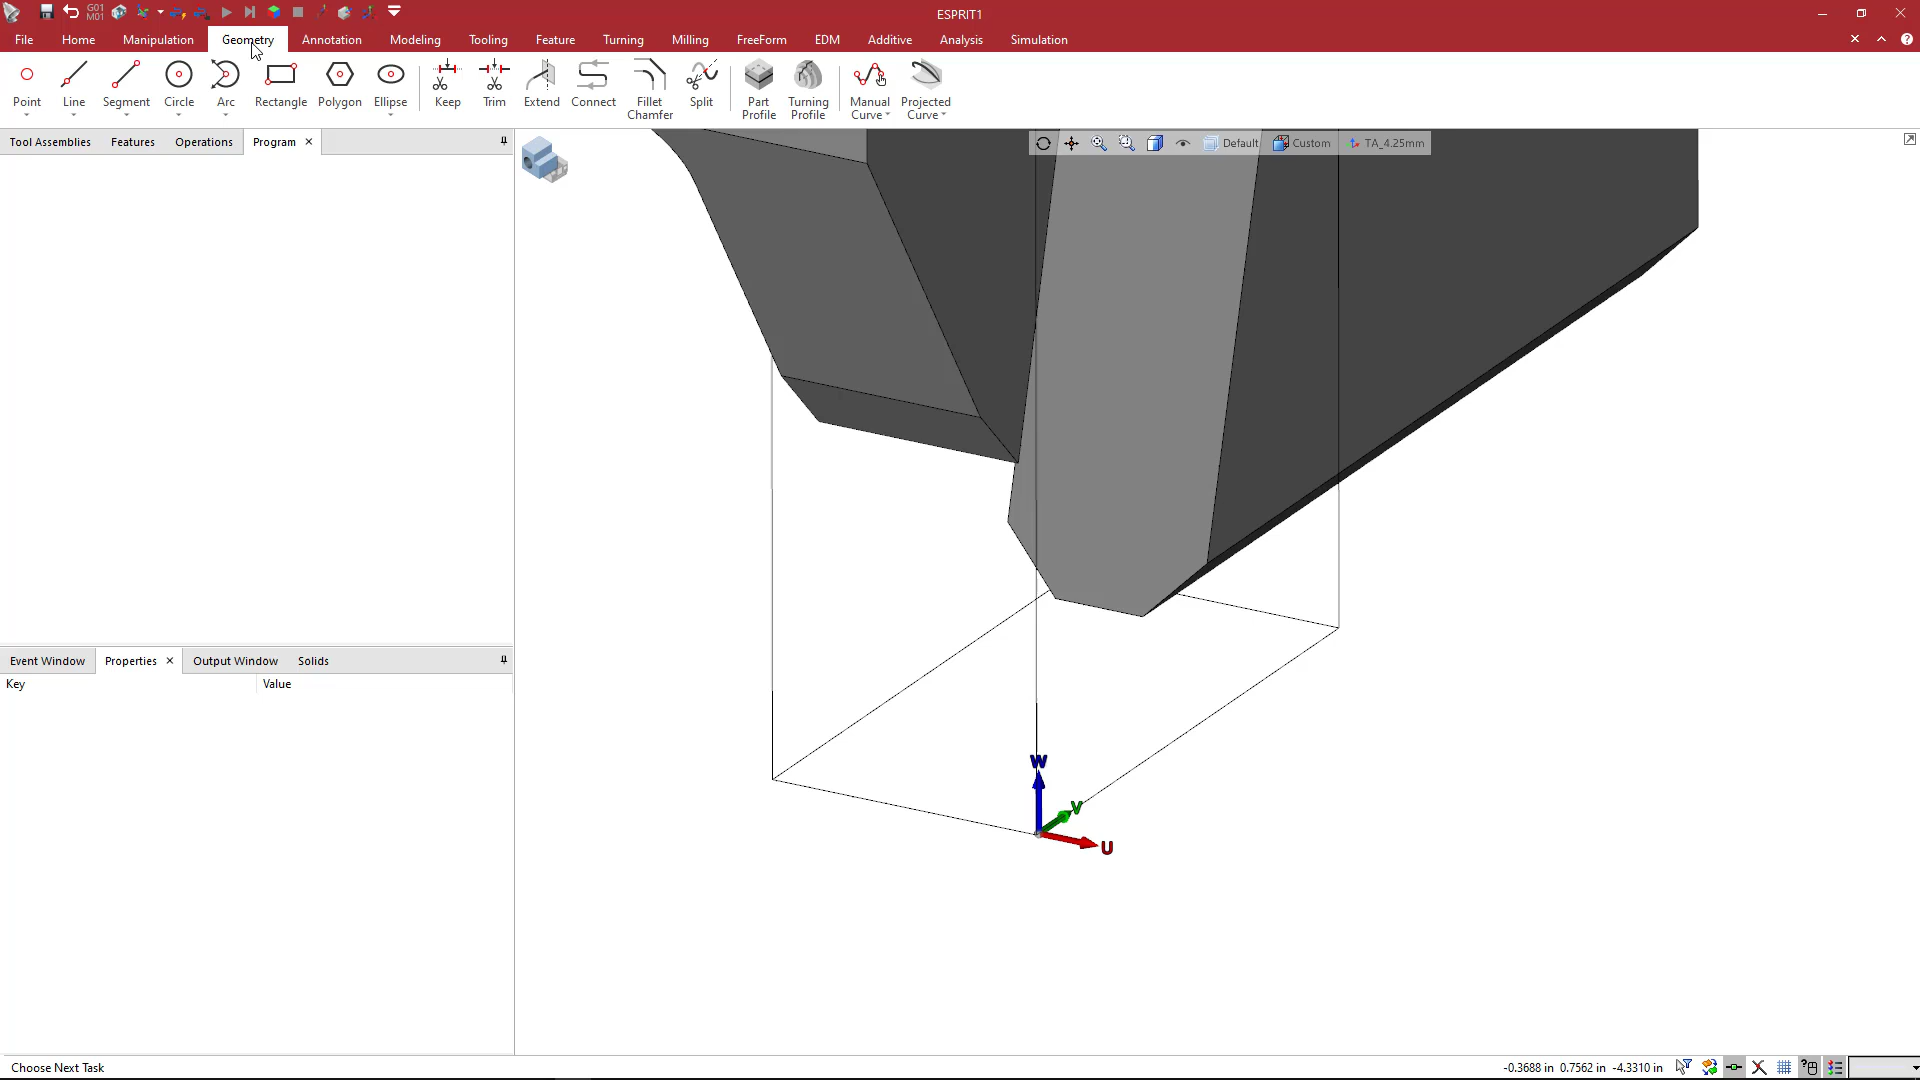 G01
M01
ESPRIT1
File Home Manipulation Geometry Annotation Modeling Tooling Feature Turning Milling FreeForm EDM Additive Analysis Simulation
Point Line Segment Circle Arc Rectangle Polygon Ellipse Keep Trim Extend Connect Fillet Chamfer Split Part Profile Turning Profile Manual Curve Projected Curve
Tool Assemblies Features Operations Program
Default Custom TA_4.25mm
Event Window Properties Output Window Solids
Key Value
W
V
U
Choose Next Task -0.3688 in 0.7562 in -4.3310 in